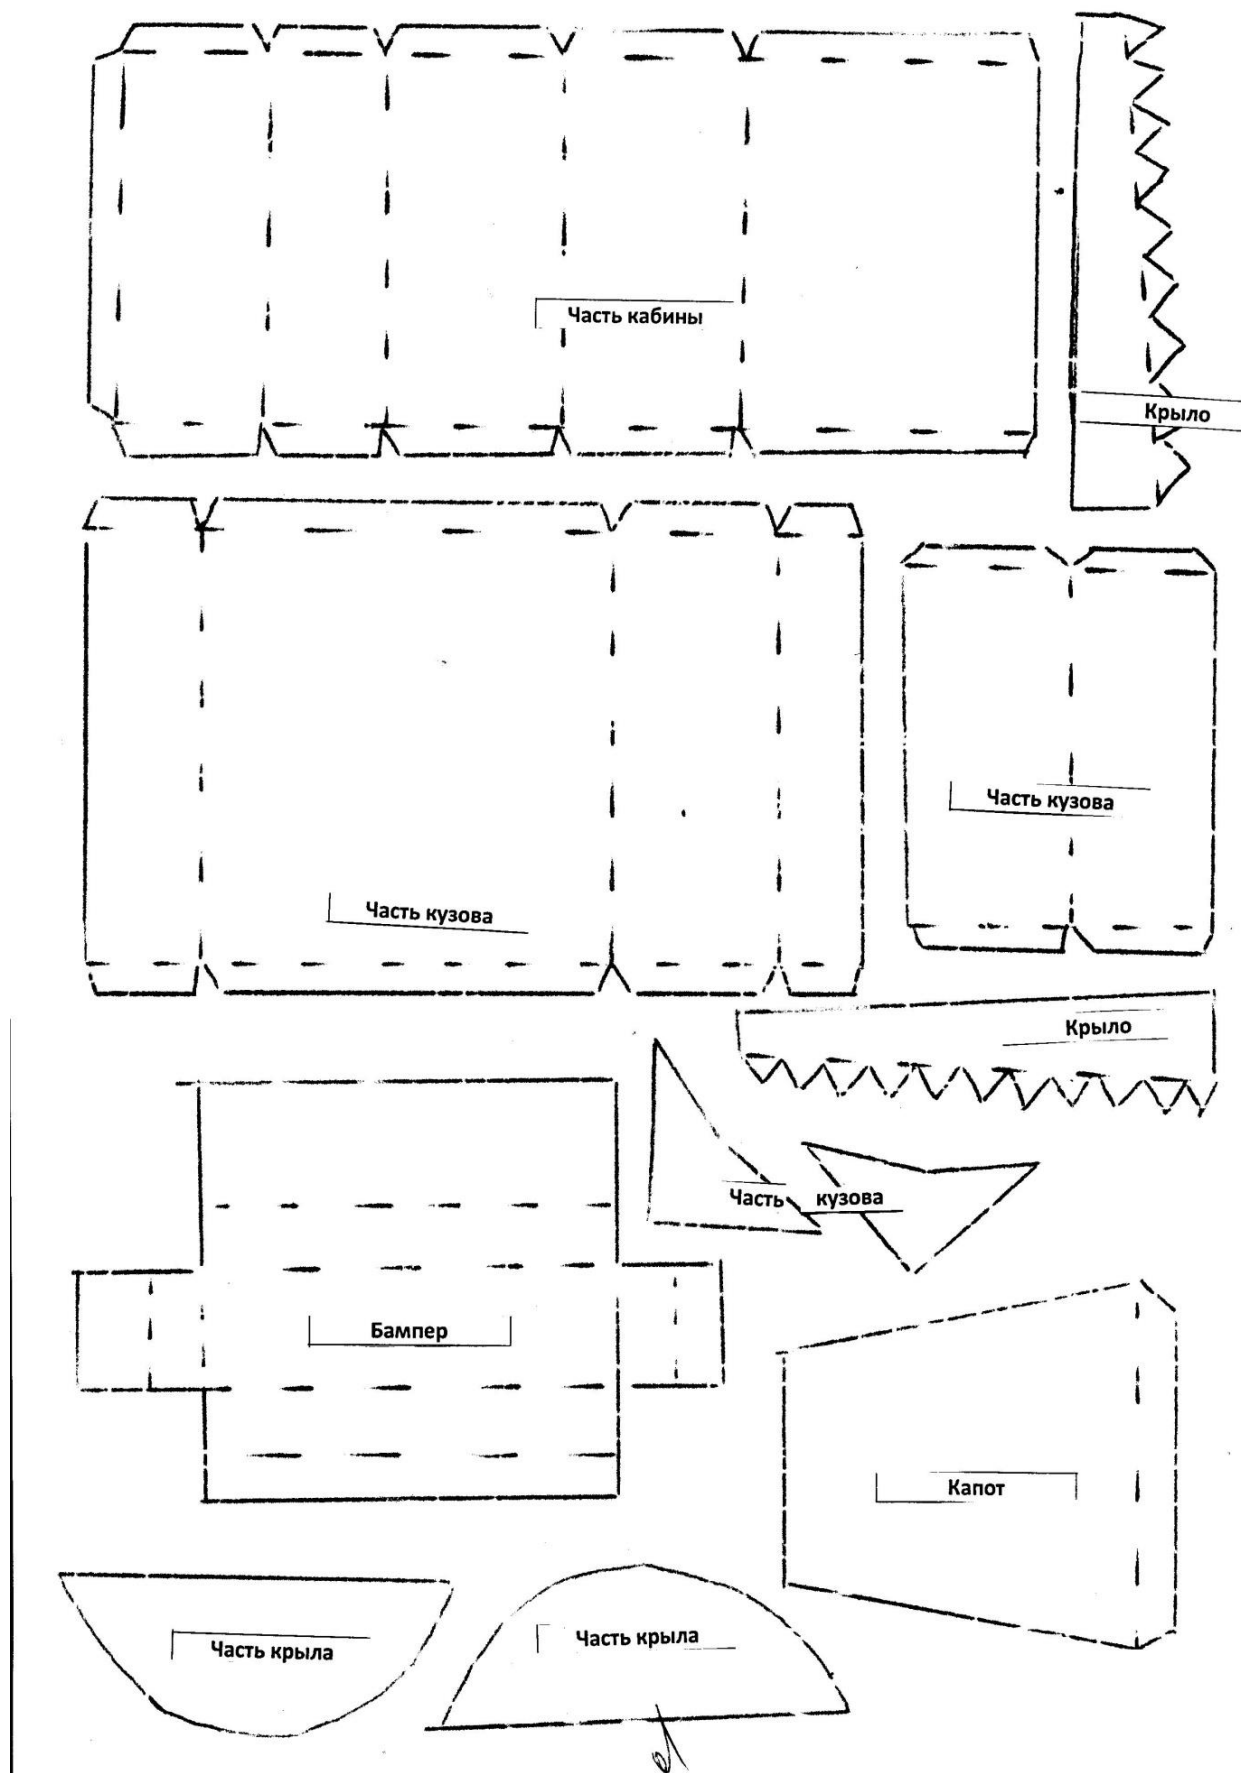 Часть кабины
Крыло
Часть кузова
Часть кузова
Крыло
Часть кузова
Бампер
Капот
Часть крыла
Часть крыла